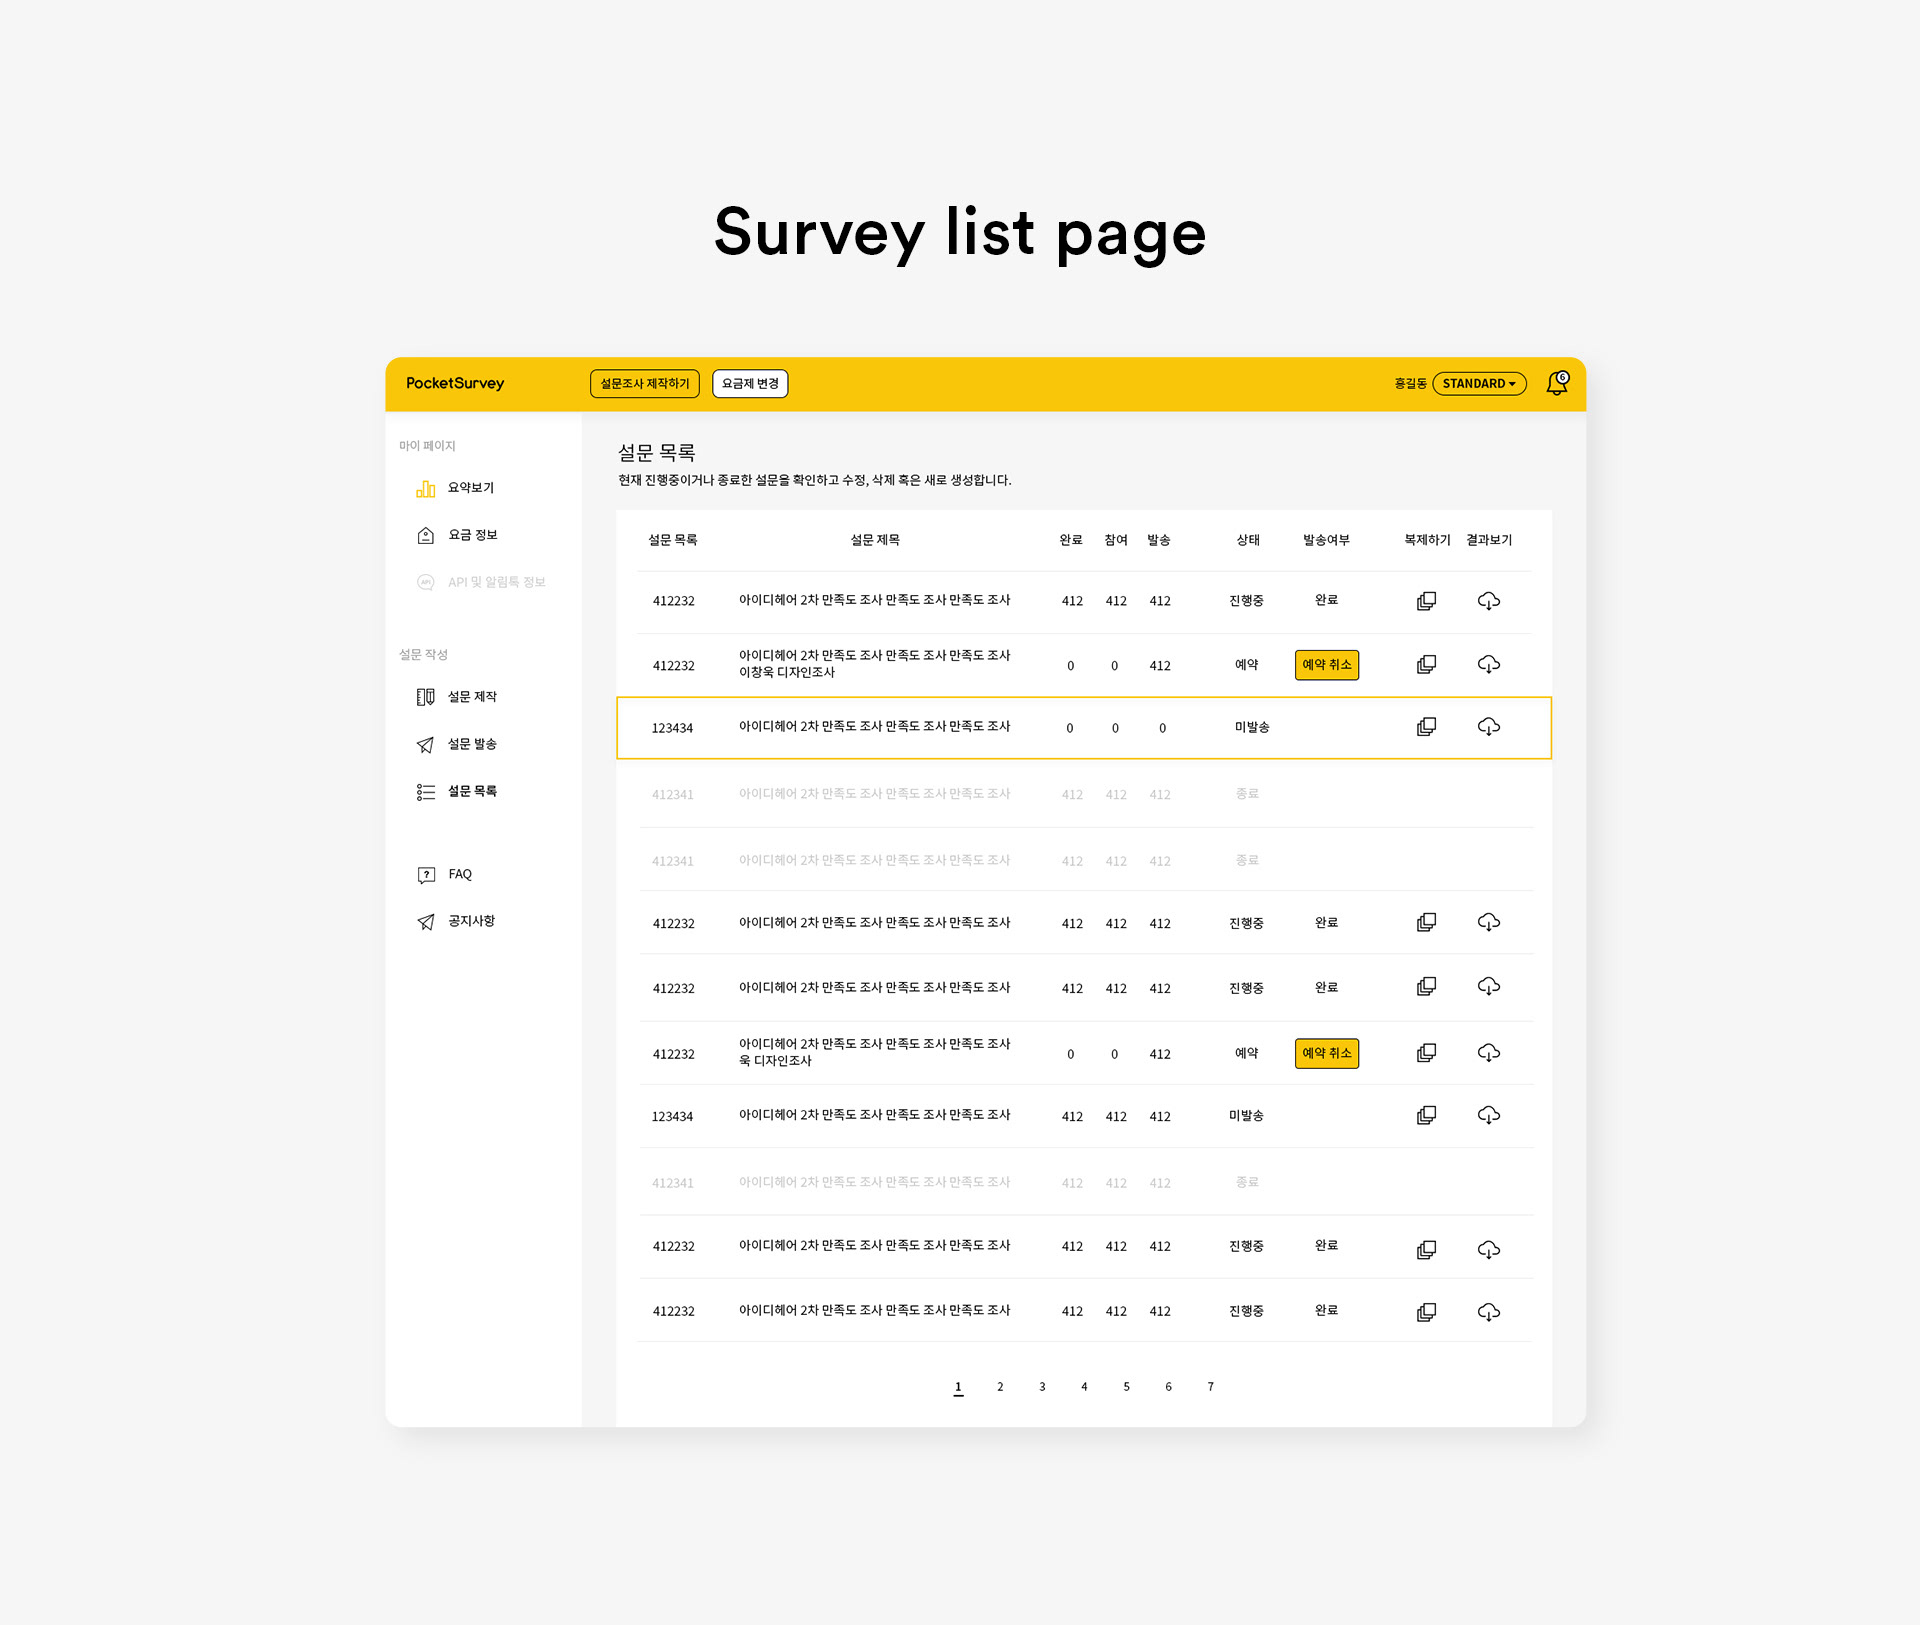 Survey list page
PocketSurvey 설문조사 제작하기 요금제 변경 홍길동 STANDARD 6
마이 페이지
요약보기
요금 정보
API API 및 알림톡 정보
설문 작성
설문 제작
설문 발송
설문 목록
FAQ
공지사항
설문 목록
현재 진행중이거나 종료한 설문을 확인하고 수정, 삭제 혹은 새로 생성합니다.
설문 목록 설문 제목 완료 참여 발송 상태 발송여부 복제하기 결과보기
412232 아이디헤어 2차 만족도 조사 만족도 조사 만족도 조사 412 412 412 진행중 완료
412232 아이디헤어 2차 만족도 조사 만족도 조사 만족도 조사 0 0 412 예약 예약 취소
이창욱 디자인조사
123434 아이디헤어 2차 만족도 조사 만족도 조사 만족도 조사 0 0 0 미발송
412341 아이디헤어 2차 만족도 조사 만족도 조사 만족도 조사 412 412 412 종료
412341 아이디헤어 2차 만족도 조사 만족도 조사 만족도 조사 412 412 412 종료
412232 아이디헤어 2차 만족도 조사 만족도 조사 만족도 조사 412 412 412 진행중 완료
412232 아이디헤어 2차 만족도 조사 만족도 조사 만족도 조사 412 412 412 진행중 완료
412232 아이디헤어 2차 만족도 조사 만족도 조사 만족도 조사 0 0 412 예약 예약 취소
욱 디자인조사
123434 아이디헤어 2차 만족도 조사 만족도 조사 만족도 조사 412 412 412 미발송
412341 아이디헤어 2차 만족도 조사 만족도 조사 만족도 조사 412 412 412 종료
412232 아이디헤어 2차 만족도 조사 만족도 조사 만족도 조사 412 412 412 진행중 완료
412232 아이디헤어 2차 만족도 조사 만족도 조사 만족도 조사 412 412 412 진행중 완료
1 2 3 4 5 6 7